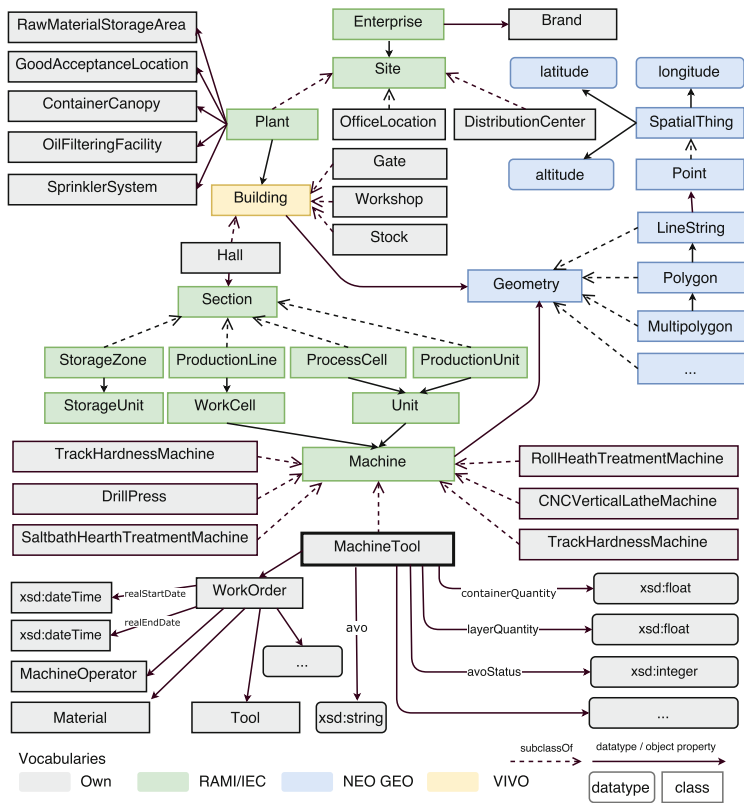 RawMaterialStorageArea
Enterprise
Brand
GoodAcceptanceLocation
Site
latitude
longitude
ContainerCanopy
Plant
OfficeLocation
DistributionCenter
SpatialThing
OilFilteringFacility
Gate
altitude
Point
SprinklerSystem
Building
Workshop
Stock
LineString
Hall
Section
Geometry
Polygon
Multipolygon
StorageZone
ProductionLine
ProcessCell
ProductionUnit
...
StorageUnit
WorkCell
Unit
TrackHardnessMachine
Machine
RollHeathTreatmentMachine
DrillPress
CNCVerticalLatheMachine
SaltbathHearthTreatmentMachine
MachineTool
TrackHardnessMachine
xsd:dateTime
realStartDate
WorkOrder
containerQuantity
xsd:float
xsd:dateTime
realEndDate
avo
layerQuantity
xsd:float
MachineOperator
...
avoStatus
xsd:integer
Material
Tool
xsd:string
...
Vocabularies
subclassOf
datatype / object property
Own
RAMI/IEC
NEO GEO
VIVO
datatype
class